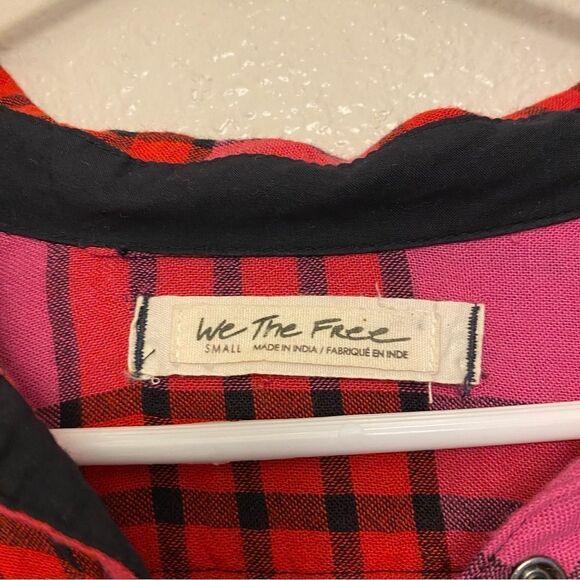 We The Free
SMALL MADE IN INDIA / FABRIQUÉ EN INDE